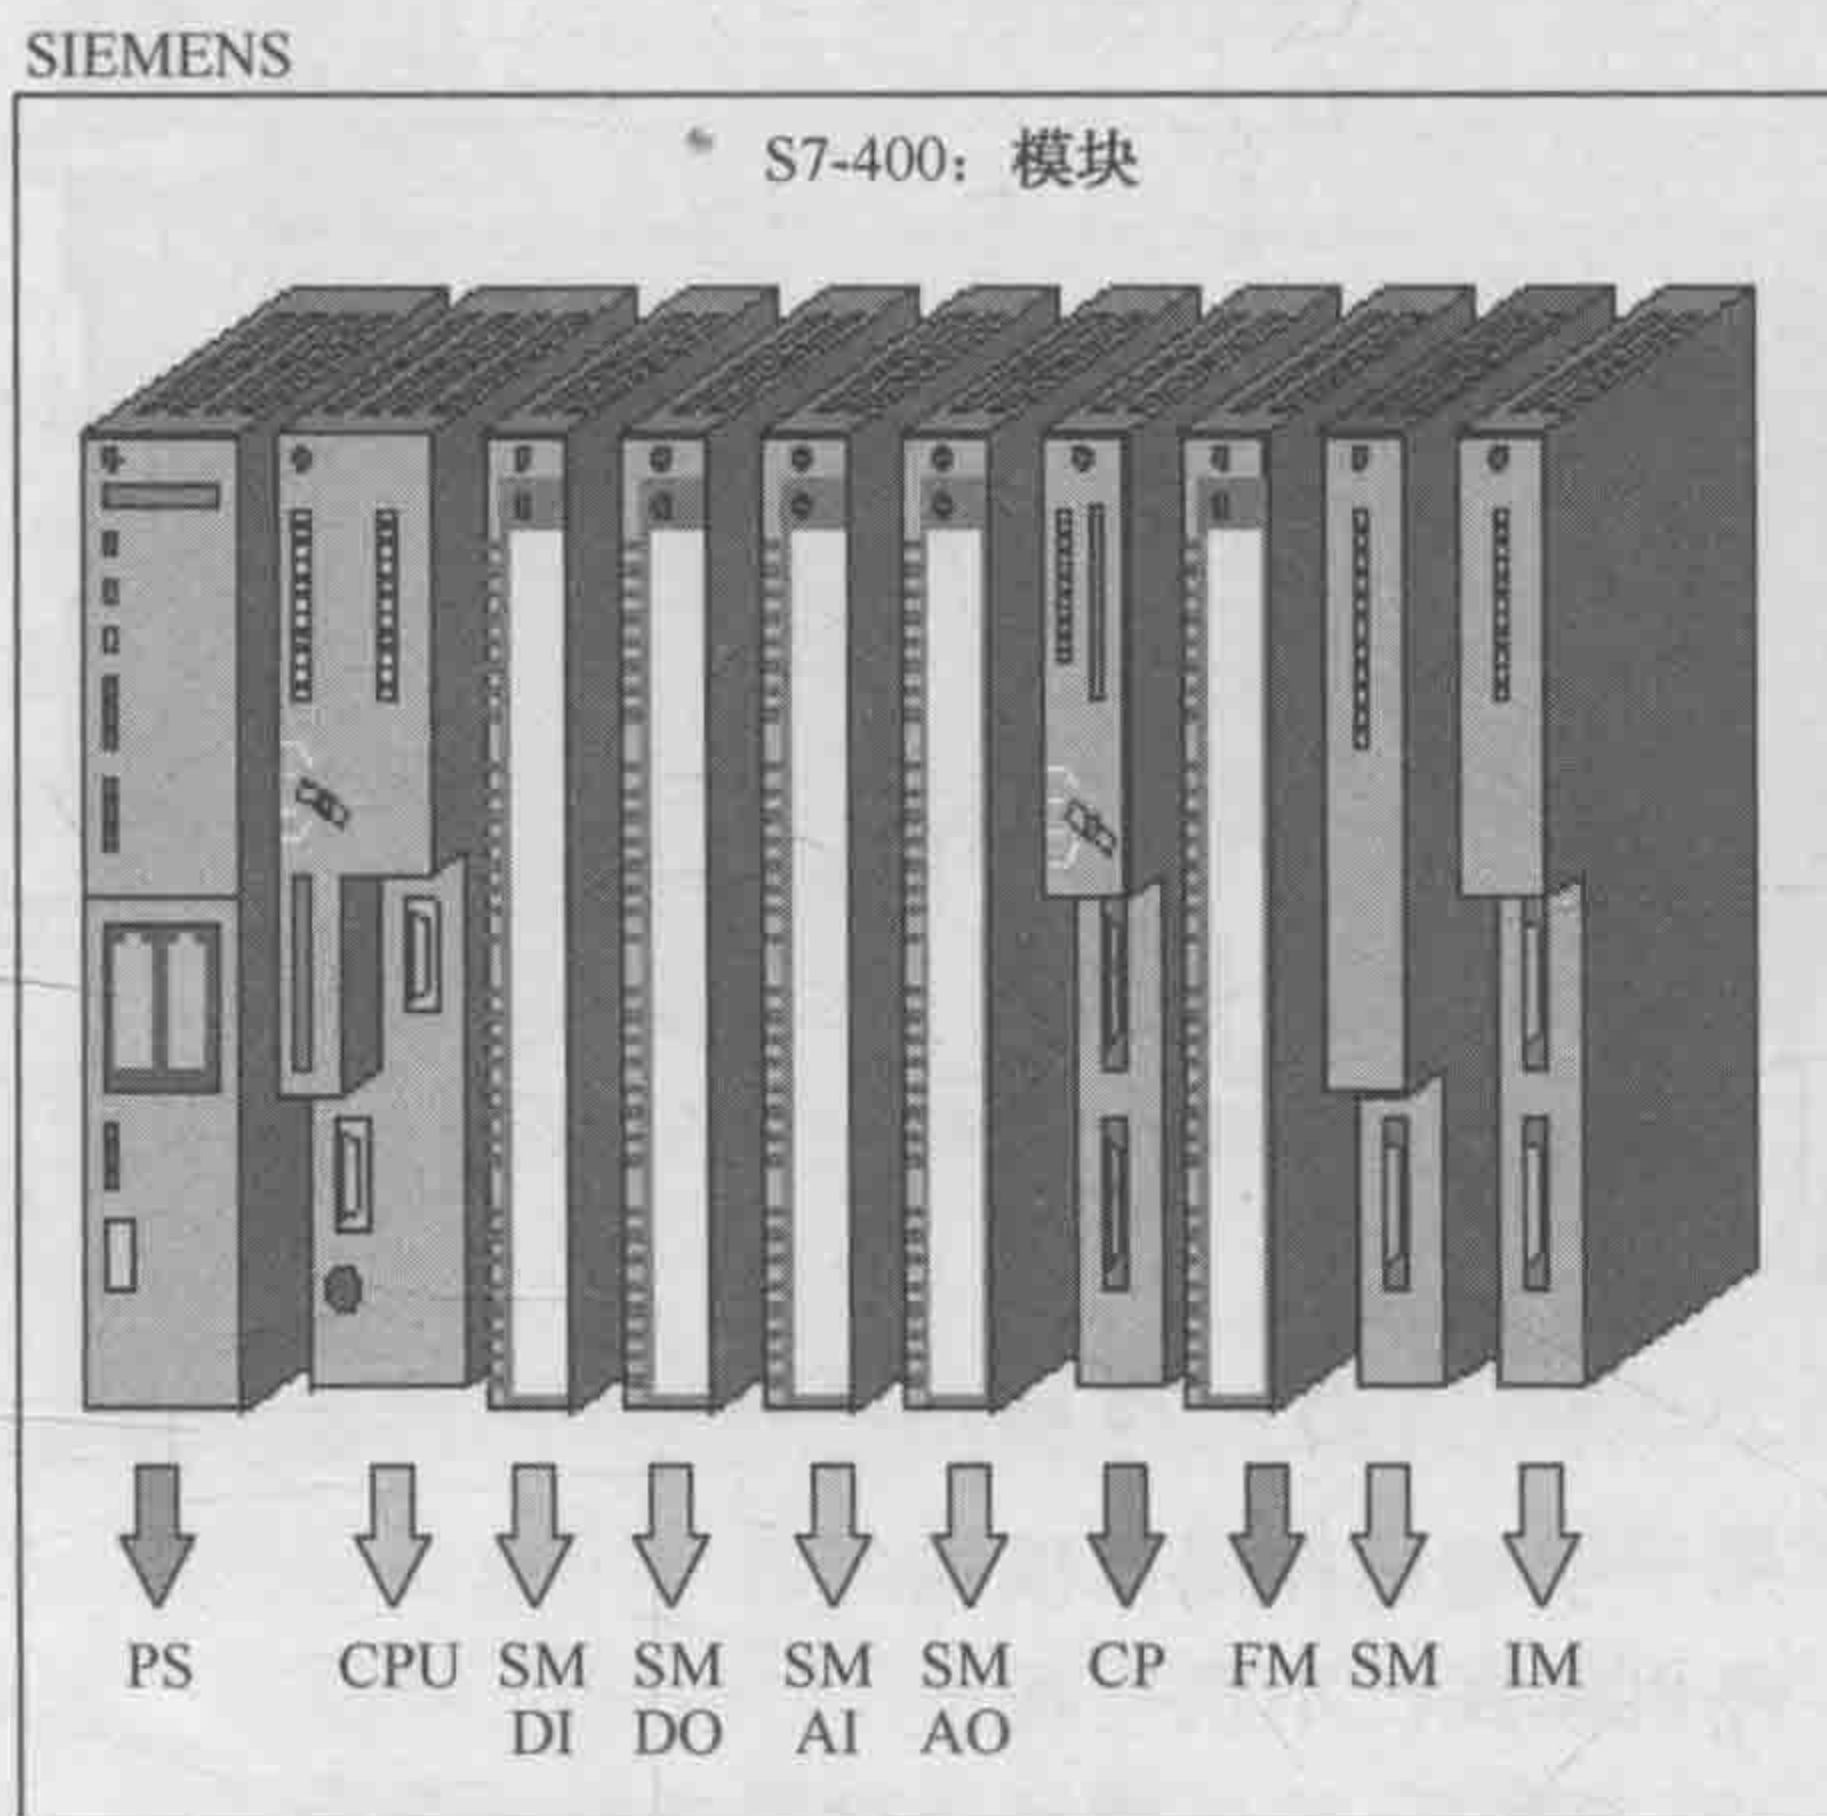 SIEMENS
S7-400：模块
PS CPU SM SM SM SM CP FM SM IM
DI DO AI AO